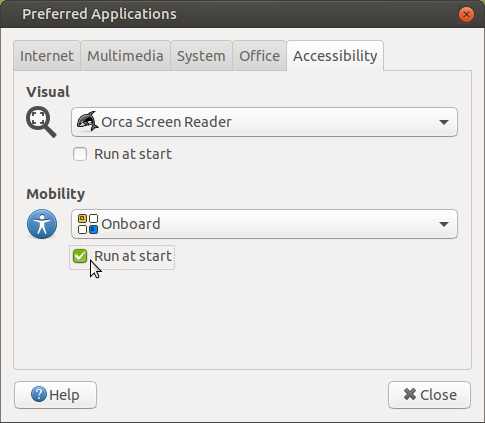 Preferred Applications
Internet Multimedia System Office Accessibility
Visual
Orca Screen Reader
Run at start
Mobility
Onboard
Run at start
Help Close